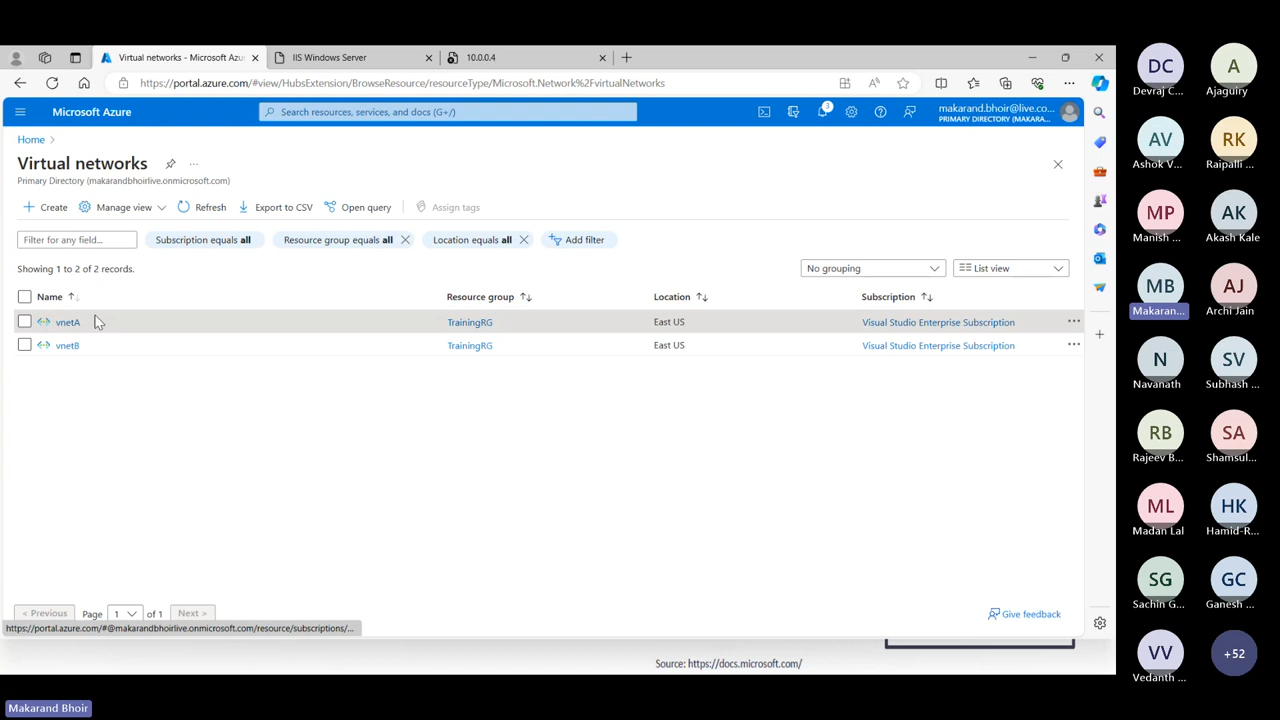 Virtual networks - Microsoft Azu
IIS Windows Server
10.0.0.4
https://portal.azure.com/#view/HubsExtension/BrowseResource/resourceType/Microsoft.Network%2FvirtualNetworks
Microsoft Azure
Search resources, services, and docs (G+/)
3
makarand.bhoir@live.co...
PRIMARY DIRECTORY (MAKARA...
Home >
Virtual networks
Primary Directory (makarandbhoirlive.onmicrosoft.com)
Create
Manage view
Refresh
Export to CSV
Open query
Assign tags
Filter for any field...
Subscription equals all
Resource group equals all
Location equals all
Add filter
Showing 1 to 2 of 2 records.
No grouping
List view
Name
Resource group
Location
Subscription
vnetA
TrainingRG
East US
Visual Studio Enterprise Subscription
vnetB
TrainingRG
East US
Visual Studio Enterprise Subscription
< Previous
Page
1
of 1
Next >
Give feedback
https://portal.azure.com/#@makarandbhoirlive.onmicrosoft.com/resource/subscriptions/...
Source: https://docs.microsoft.com/
Makarand Bhoir
DC
Devraj C...
A
Ajagulry
AV
Ashok V...
RK
Raipalli ...
MP
Manish ...
AK
Akash Kale
MB
Makaran...
AJ
Archi Jain
N
Navanath
SV
Subhash ...
RB
Rajeev B...
SA
Shamsul...
ML
Madan Lal
HK
Hamid-R...
SG
Sachin G...
GC
Ganesh ...
VV
Vedanth ...
+52